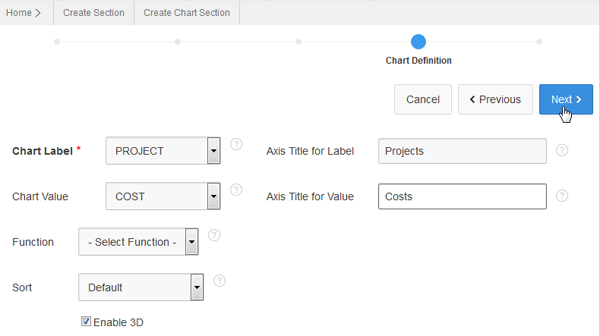 Home Create Section Create Chart Section
Chart Definition
Cancel Previous Next
Chart Label * PROJECT ? Axis Title for Label Projects ?
Chart Value COST ? Axis Title for Value Costs ?
Function - Select Function - ?
Sort Default ?
Enable 3D